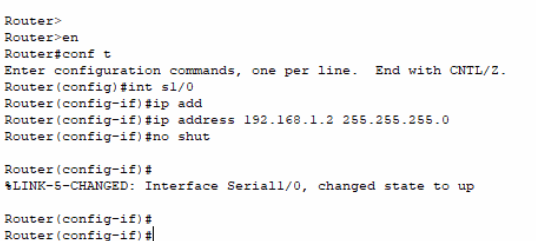 Router>
Router>en
Router#conf t
Enter configuration commands, one per line.  End with CNTL/Z.
Router(config)#int s1/0
Router(config-if)#ip add
Router(config-if)#ip address 192.168.1.2 255.255.255.0
Router(config-if)#no shut
Router(config-if)#
%LINK-5-CHANGED: Interface Serial1/0, changed state to up
Router(config-if)#
Router(config-if)#